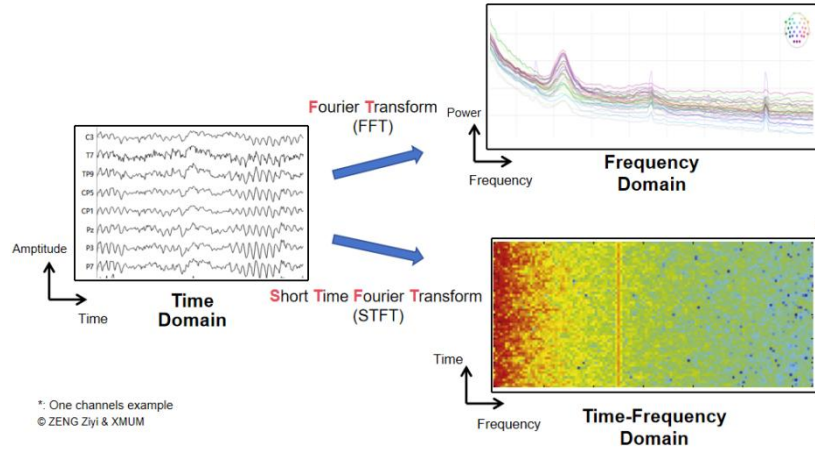 Fourier Transform
(FFT)
Power
Frequency
Frequency
Domain
C3
T7
TP9
CP5
CP1
Pz
P3
P7
Amptitude
Time
Time
Domain
Short Time Fourier Transform
(STFT)
Time
Frequency
Time-Frequency
Domain
*: One channels example
© ZENG Ziyi & XMUM